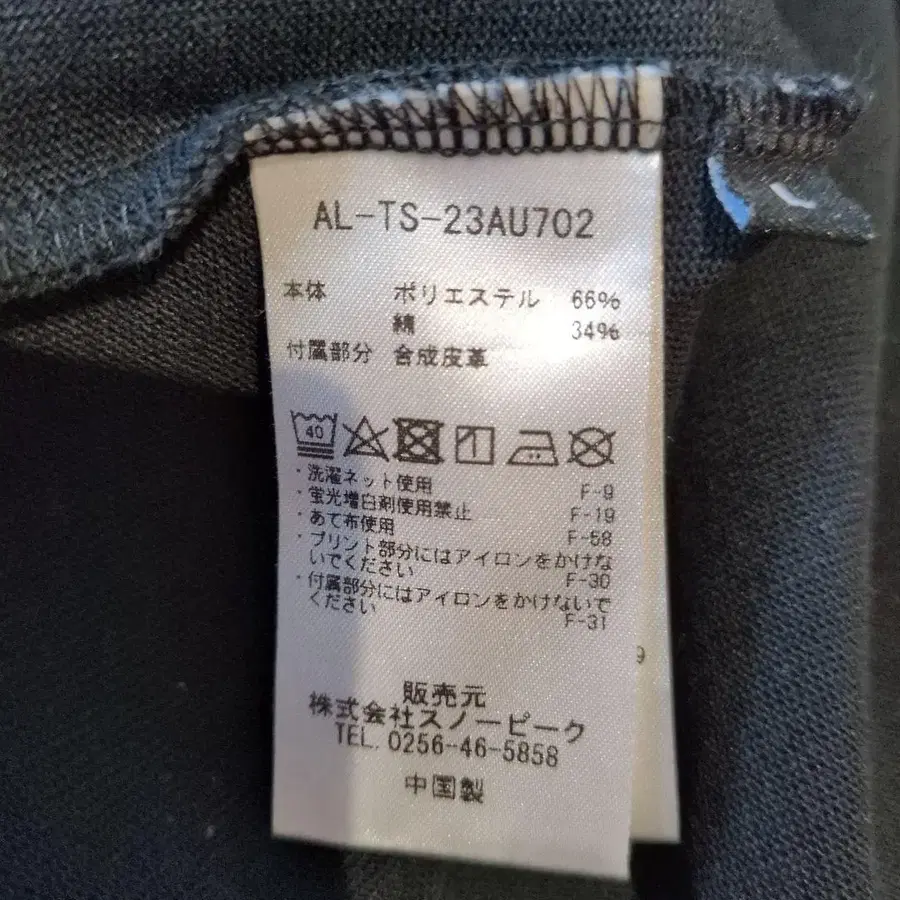 AL-TS-23AU702
本体 ポリエステル 66%
綿 34%
付属部分 合成皮革
40
・洗濯ネット使用 F-9
・蛍光増白剤使用禁止 F-19
・あて布使用 F-58
・プリント部分にはアイロンをかけな
いでください F-30
・付属部分にはアイロンをかけないで
ください F-31
9
販売元
株式会社スノーピーク
TEL. 0256-46-5858
中国製